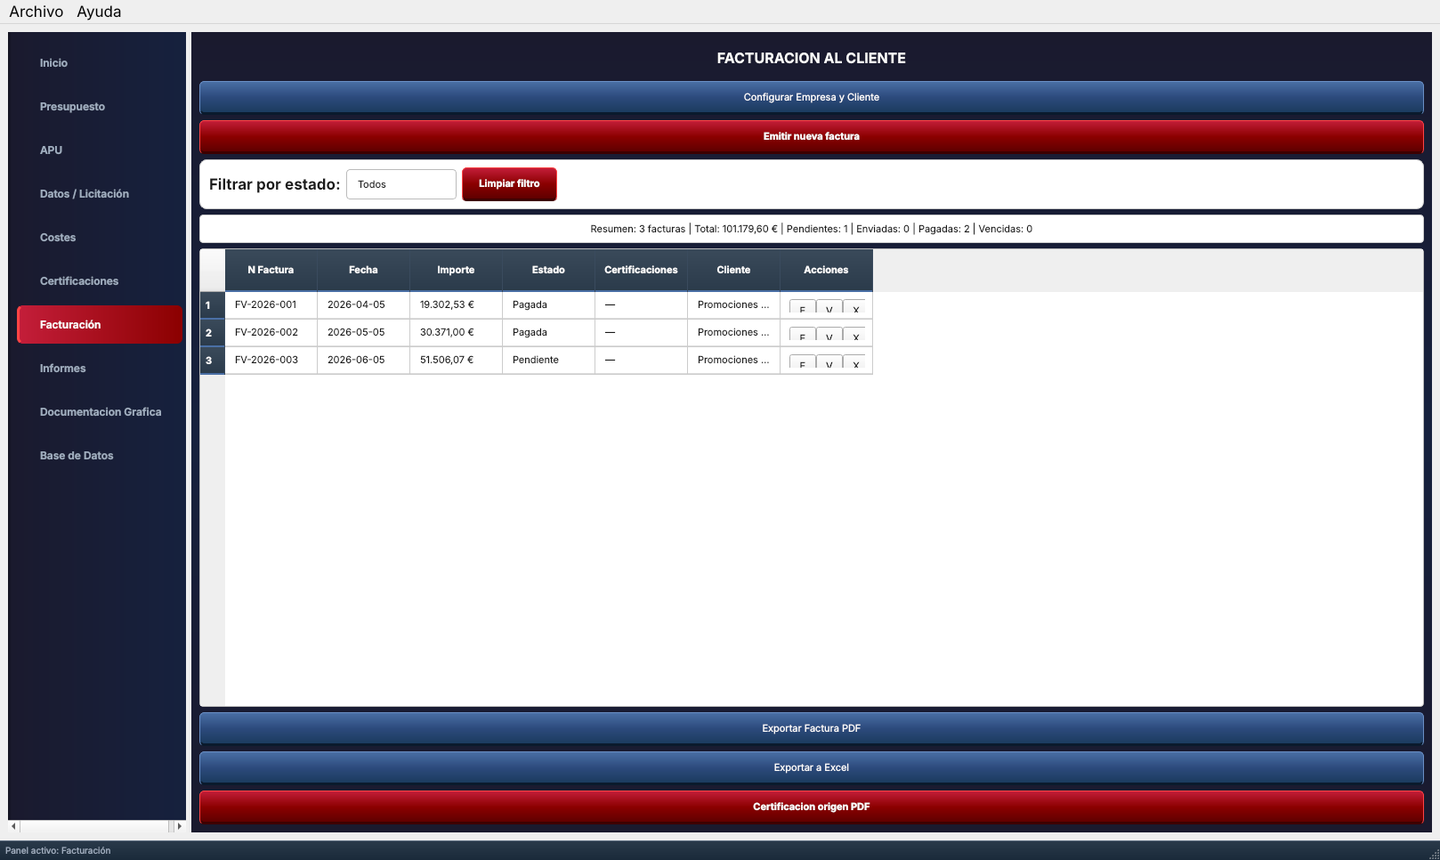 Archivo Ayuda
Inicio
Presupuesto
APU
Datos / Licitación
Costes
Certificaciones
Facturación
Informes
Documentacion Grafica
Base de Datos
FACTURACION AL CLIENTE
Configurar Empresa y Cliente
Emitir nueva factura
Filtrar por estado: Todos Limpiar filtro
Resumen: 3 facturas | Total: 101.179,60 € | Pendientes: 1 | Enviadas: 0 | Pagadas: 2 | Vencidas: 0
N Factura Fecha Importe Estado Certificaciones Cliente Acciones
1 FV-2026-001 2026-04-05 19.302,53 € Pagada — Promociones ... V X
2 FV-2026-002 2026-05-05 30.371,00 € Pagada — Promociones ... V X
3 FV-2026-003 2026-06-05 51.506,07 € Pendiente — Promociones ... V X
Exportar Factura PDF
Exportar a Excel
Certificacion origen PDF
Panel activo: Facturación